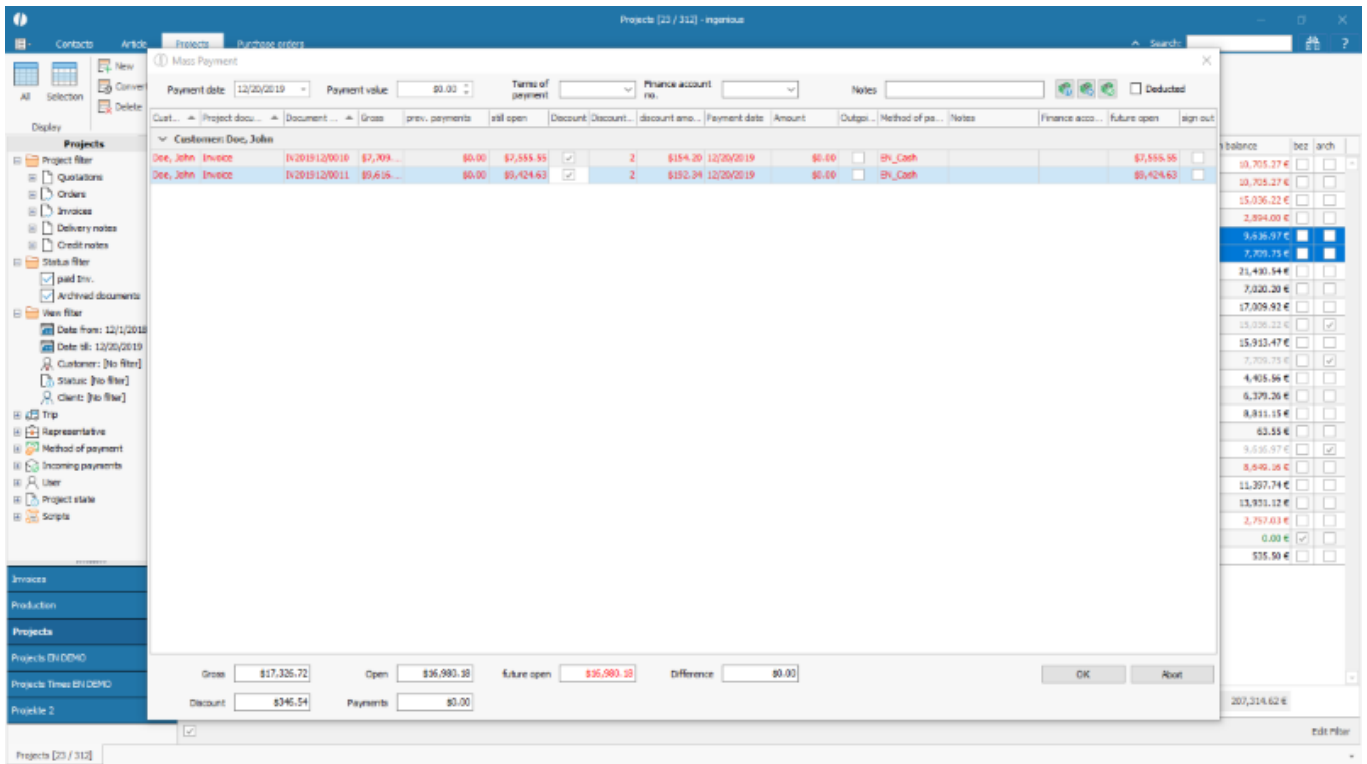 Projects [23 / 312] - ingenious
Contacts Article Projects Purchase orders Search: ?
New
Convert
Delete
All Selection
Display
Projects
Project filter
Quotations
Orders
Invoices
Delivery notes
Credit notes
Status filter
paid Inv.
Archived documents
View filter
Date from: 12/1/2018
Date till: 12/20/2019
Customer: [No filter]
Status: [No filter]
Client: [No filter]
Trip
Representative
Method of payment
Incoming payments
User
Project state
Scripts
Invoices
Production
Projects
Projects EN DEMO
Projects Times EN DEMO
Projekte 2
Mass Payment
Payment date 12/20/2019 Payment value $0.00 Terms of payment Finance account no. Notes Deducted
Cust... Project docu... Document ... Gross prev. payments still open Discount Discount... discount amo... Payment date Amount Outgoi... Method of pa... Notes Finance acco... future open sign out
Customer: Doe, John
Doe, John Invoice IV201912/0010 $7,709.... $0.00 $7,555.55 2 $154.20 12/20/2019 $0.00 EN_Cash $7,555.55
Doe, John Invoice IV201912/0011 $9,616.... $0.00 $9,424.63 2 $192.34 12/20/2019 $0.00 EN_Cash $9,424.63
Gross $17,326.72 Open $16,980.18 future open $16,980.18 Difference $0.00 OK Abort
Discount $346.54 Payments $0.00
balance bez arch
10,705.27 €
10,705.27 €
15,036.22 €
2,894.00 €
9,616.97 €
7,709.75 €
21,410.54 €
7,020.20 €
17,009.92 €
15,036.22 €
15,913.47 €
7,709.75 €
4,405.56 €
6,379.26 €
8,811.15 €
63.55 €
9,616.97 €
8,649.16 €
11,397.74 €
13,931.12 €
2,757.03 €
0.00 €
535.50 €
207,314.62 €
Edit Filter
Projects [23 / 312]